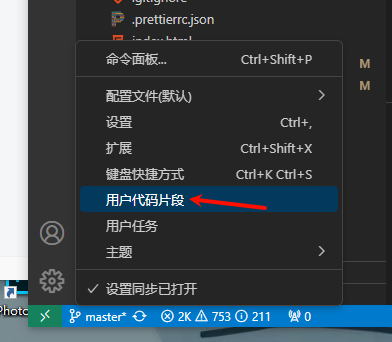 .gitignore
.prettierrc.json
index.html
命令面板... Ctrl+Shift+P
M
配置文件(默认)
M
设置 Ctrl+,
扩展 Ctrl+Shift+X
键盘快捷方式 Ctrl+K Ctrl+S
用户代码片段
用户任务
主题
设置同步已打开
Photo
master* 2K 753 211 0